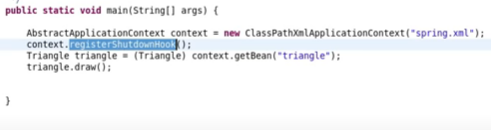 public static void main(String[] args) {
AbstractApplicationContext context = new ClassPathXmlApplicationContext("spring.xml");
context.registerShutdownHook();
Triangle triangle = (Triangle) context.getBean("triangle");
triangle.draw();
}